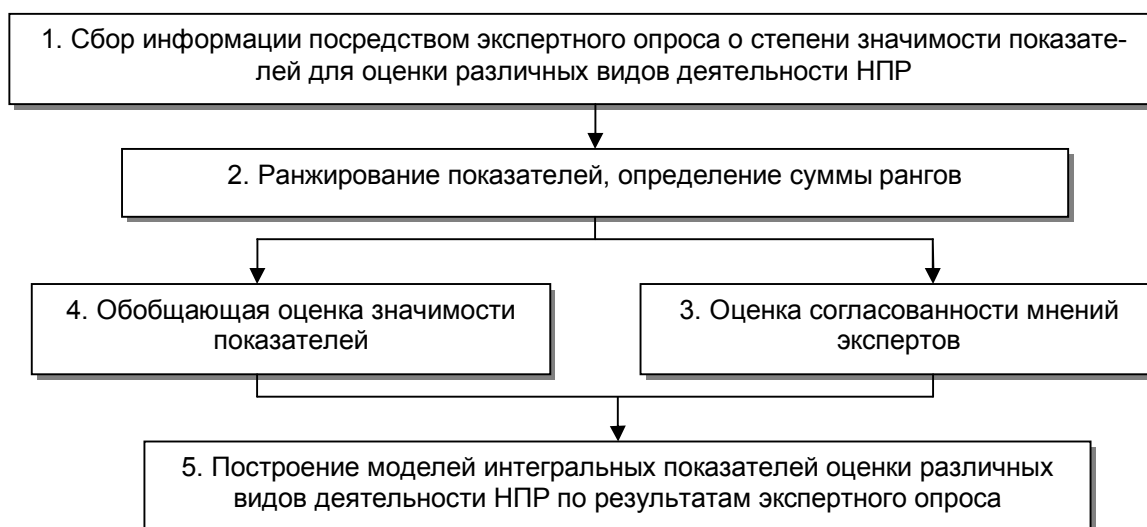 1. Сбор информации посредством экспертного опроса о степени значимости показате-
лей для оценки различных видов деятельности НПР
2. Ранжирование показателей, определение суммы рангов
4. Обобщающая оценка значимости
показателей
3. Оценка согласованности мнений
экспертов
5. Построение моделей интегральных показателей оценки различных
видов деятельности НПР по результатам экспертного опроса